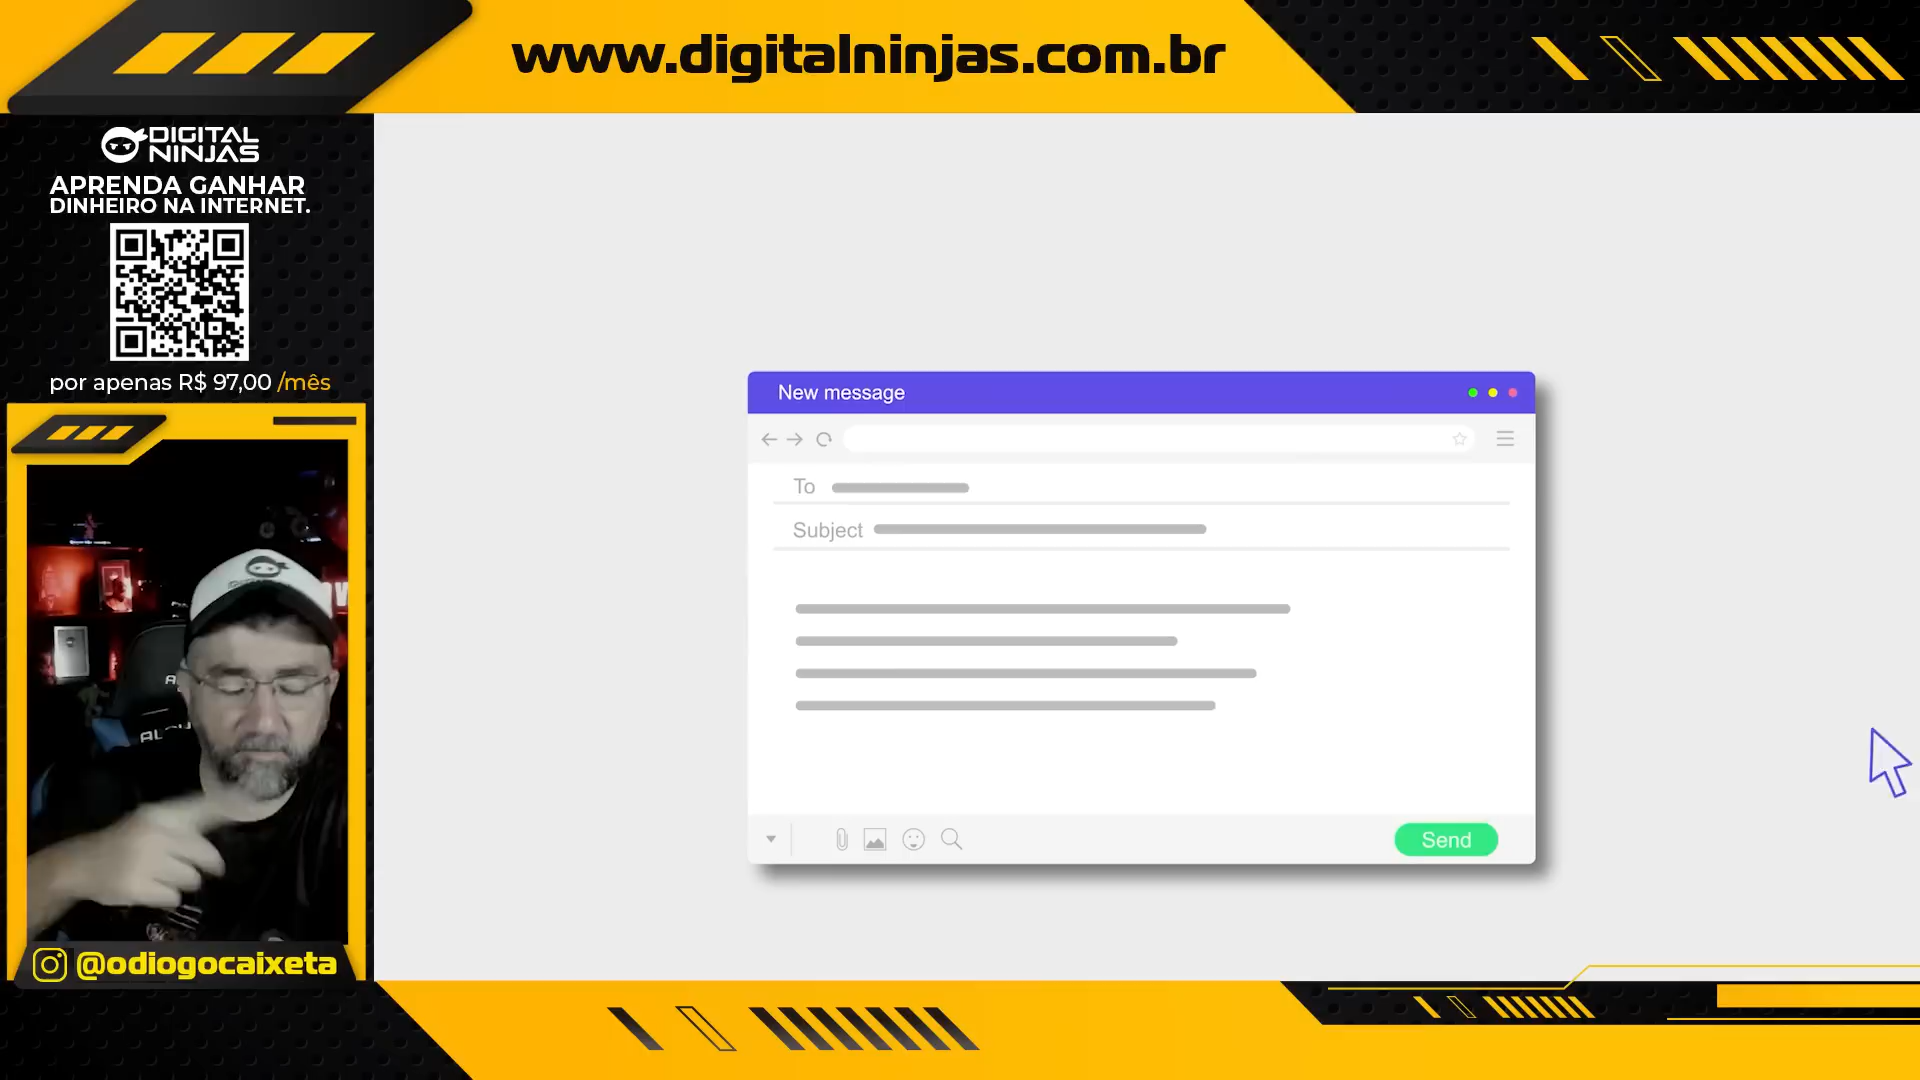 www.digitalninjas.com.br
DIGITAL
NINJAS
APRENDA GANHAR
DINHEIRO NA INTERNET.
por apenas R$ 97,00 /mês
New message
To
Subject
Send
@odiogocaixeta